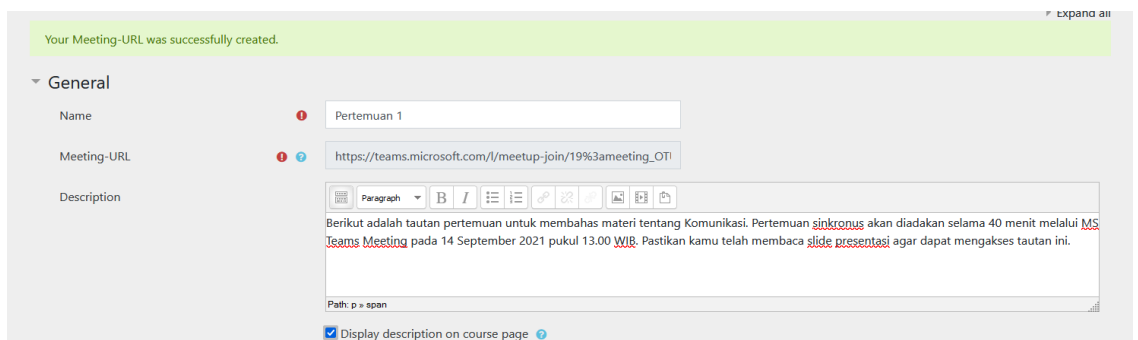 Expand all
Your Meeting-URL was successfully created.
General
Name
Pertemuan 1
Meeting-URL
https://teams.microsoft.com/l/meetup-join/19%3ameeting_OTI
Description
Paragraph B I
Berikut adalah tautan pertemuan untuk membahas materi tentang Komunikasi. Pertemuan sinkronus akan diadakan selama 40 menit melalui MS
Teams Meeting pada 14 September 2021 pukul 13.00 WIB. Pastikan kamu telah membaca slide presentasi agar dapat mengakses tautan ini.
Path: p » span
Display description on course page